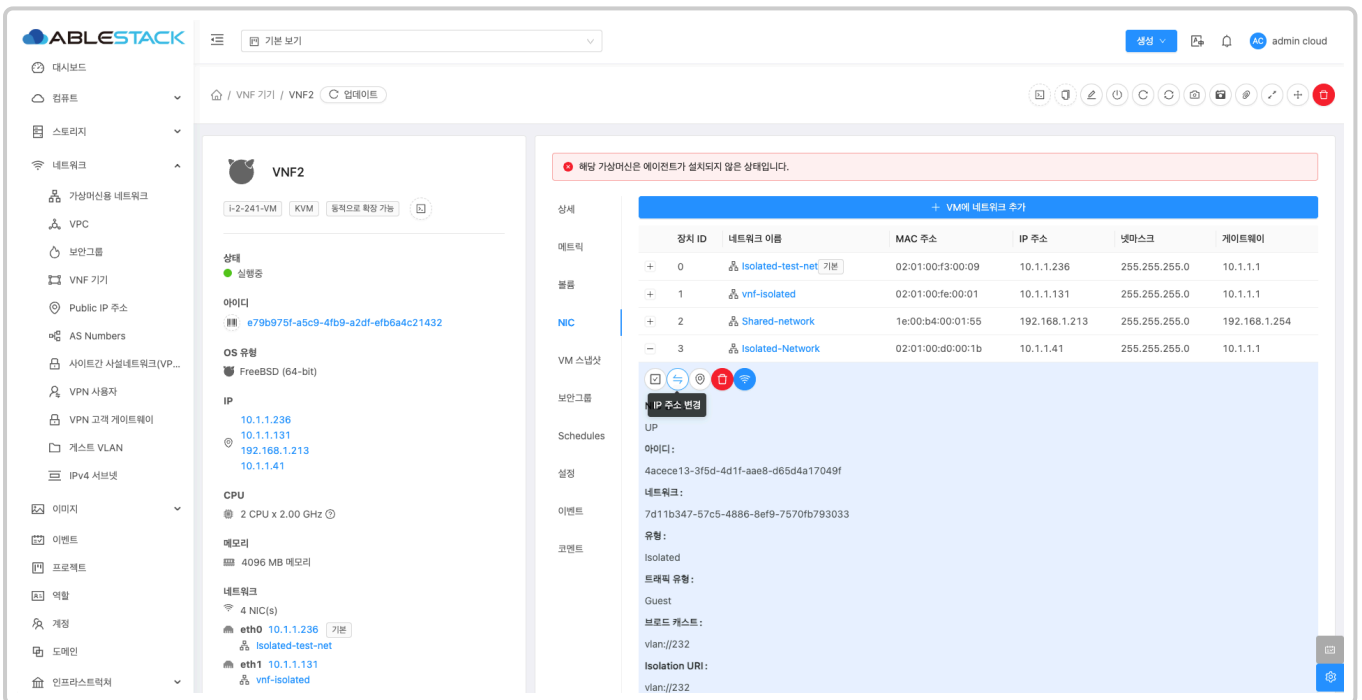 ABLESTACK
기본 보기
생성
AC admin cloud
대시보드
컴퓨트
스토리지
네트워크
가상머신용 네트워크
VPC
보안그룹
VNF 기기
Public IP 주소
AS Numbers
사이트간 사설네트워크(VP...
VPN 사용자
VPN 고객 게이트웨이
게스트 VLAN
IPv4 서브넷
이미지
이벤트
프로젝트
역할
계정
도메인
인프라스트럭쳐
/ VNF 기기 / VNF2 업데이트
VNF2
i-2-241-VM KVM 동적으로 확장 가능
상태
실행중
아이디
e79b975f-a5c9-4fb9-a2df-efb6a4c21432
OS 유형
FreeBSD (64-bit)
IP
10.1.1.236
10.1.1.131
192.168.1.213
10.1.1.41
CPU
2 CPU x 2.00 GHz
메모리
4096 MB 메모리
네트워크
4 NIC(s)
eth0 10.1.1.236 기본
Isolated-test-net
eth1 10.1.1.131
vnf-isolated
해당 가상머신은 에이전트가 설치되지 않은 상태입니다.
상세
메트릭
볼륨
NIC
VM 스냅샷
보안그룹
Schedules
설정
이벤트
코멘트
+ VM에 네트워크 추가
장치 ID 네트워크 이름 MAC 주소 IP 주소 넷마스크 게이트웨이
0 Isolated-test-net 기본 02:01:00:f3:00:09 10.1.1.236 255.255.255.0 10.1.1.1
1 vnf-isolated 02:01:00:fe:00:01 10.1.1.131 255.255.255.0 10.1.1.1
2 Shared-network 1e:00:b4:00:01:55 192.168.1.213 255.255.255.0 192.168.1.254
3 Isolated-Network 02:01:00:d0:00:1b 10.1.1.41 255.255.255.0 10.1.1.1
IP 주소 변경
UP
아이디:
4acece13-3f5d-4d1f-aae8-d65d4a17049f
네트워크:
7d11b347-57c5-4886-8ef9-7570fb793033
유형:
Isolated
트래픽 유형:
Guest
브로드 캐스트:
vlan://232
Isolation URI:
vlan://232